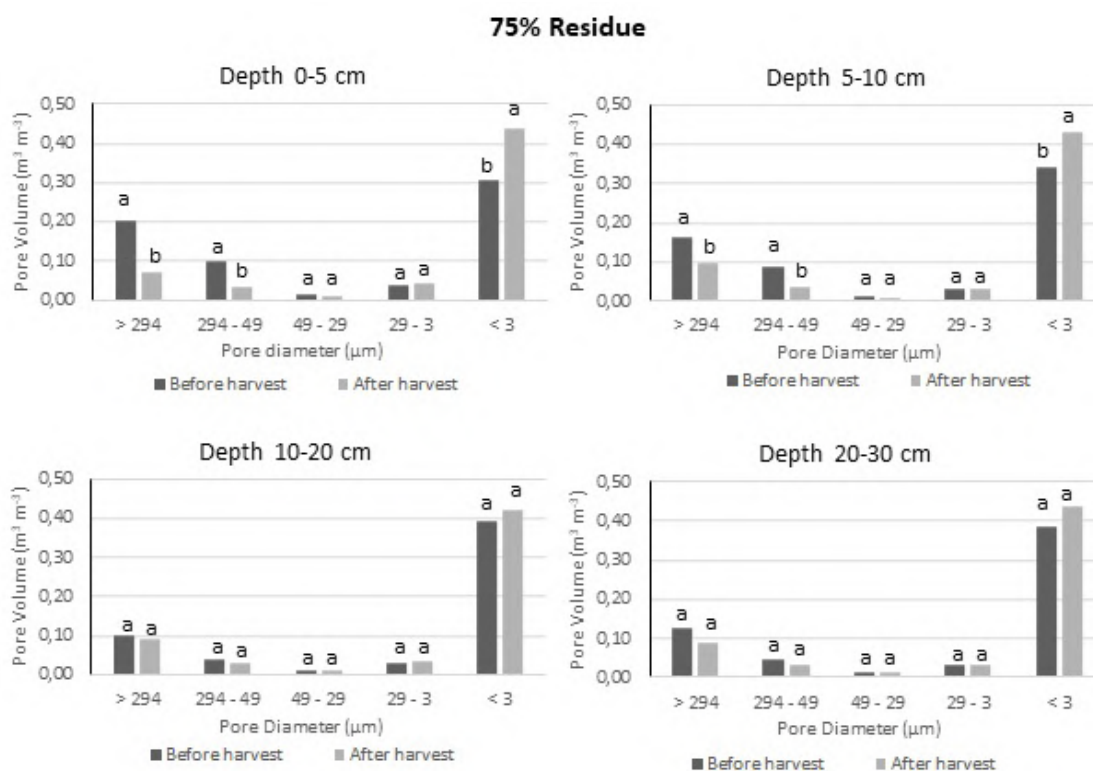 75% Residue
Depth 0-5 cm
Pore Volume (m³ m⁻³)
0,50
0,40
0,30
0,20
0,10
0,00
a
b
a
b
a a
a a
b
a
> 294
294 - 49
49 - 29
29 - 3
< 3
Pore diameter (µm)
Before harvest
After harvest
Depth 5-10 cm
Pore Volume (m³ m⁻³)
0,50
0,40
0,30
0,20
0,10
0,00
a
b
a
b
a a
a a
b
a
> 294
294 - 49
49 - 29
29 - 3
< 3
Pore Diameter (µm)
Before harvest
After harvest
Depth 10-20 cm
Pore Volume (m³ m⁻³)
0,50
0,40
0,30
0,20
0,10
0,00
a a
a a
a a
a a
a a
> 294
294 - 49
49 - 29
29 - 3
< 3
Pore Diameter (µm)
Before harvest
After harvest
Depth 20-30 cm
Pore Volume (m³ m⁻³)
0,50
0,40
0,30
0,20
0,10
0,00
a a
a a
a a
a a
a a
> 294
294 - 49
49 - 29
29 - 3
< 3
Pore Diameter (µm)
Before harvest
After harvest